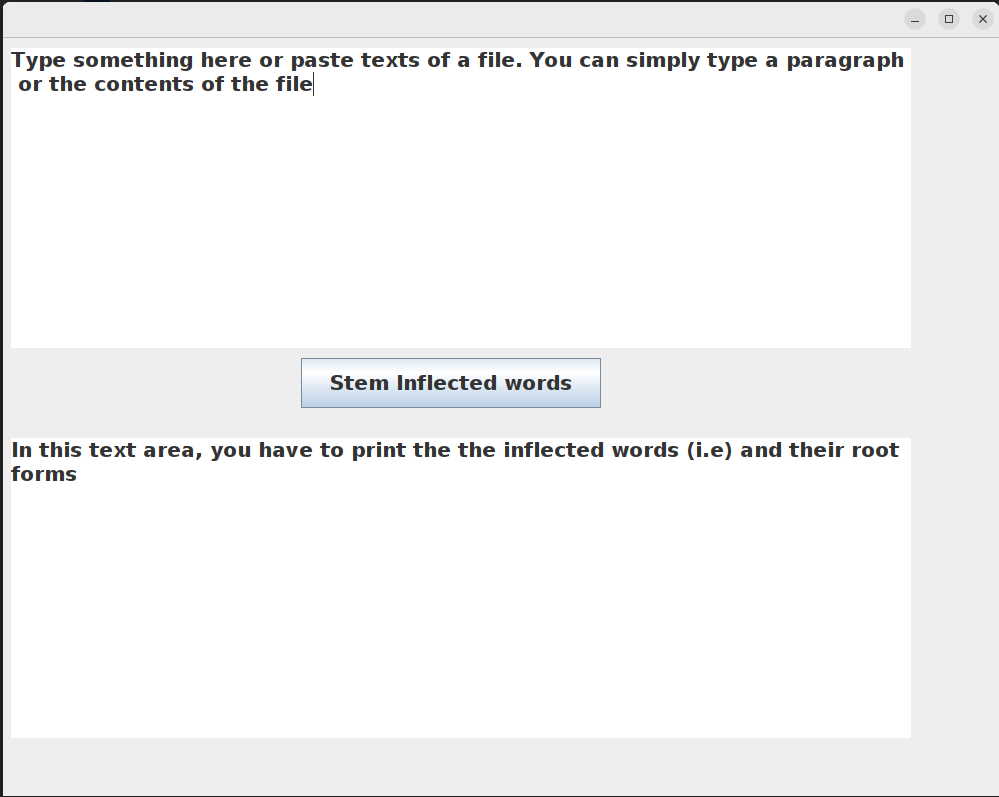 Type something here or paste texts of a file. You can simply type a paragraph
or the contents of the file
Stem Inflected words
In this text area, you have to print the the inflected words (i.e) and their root
forms